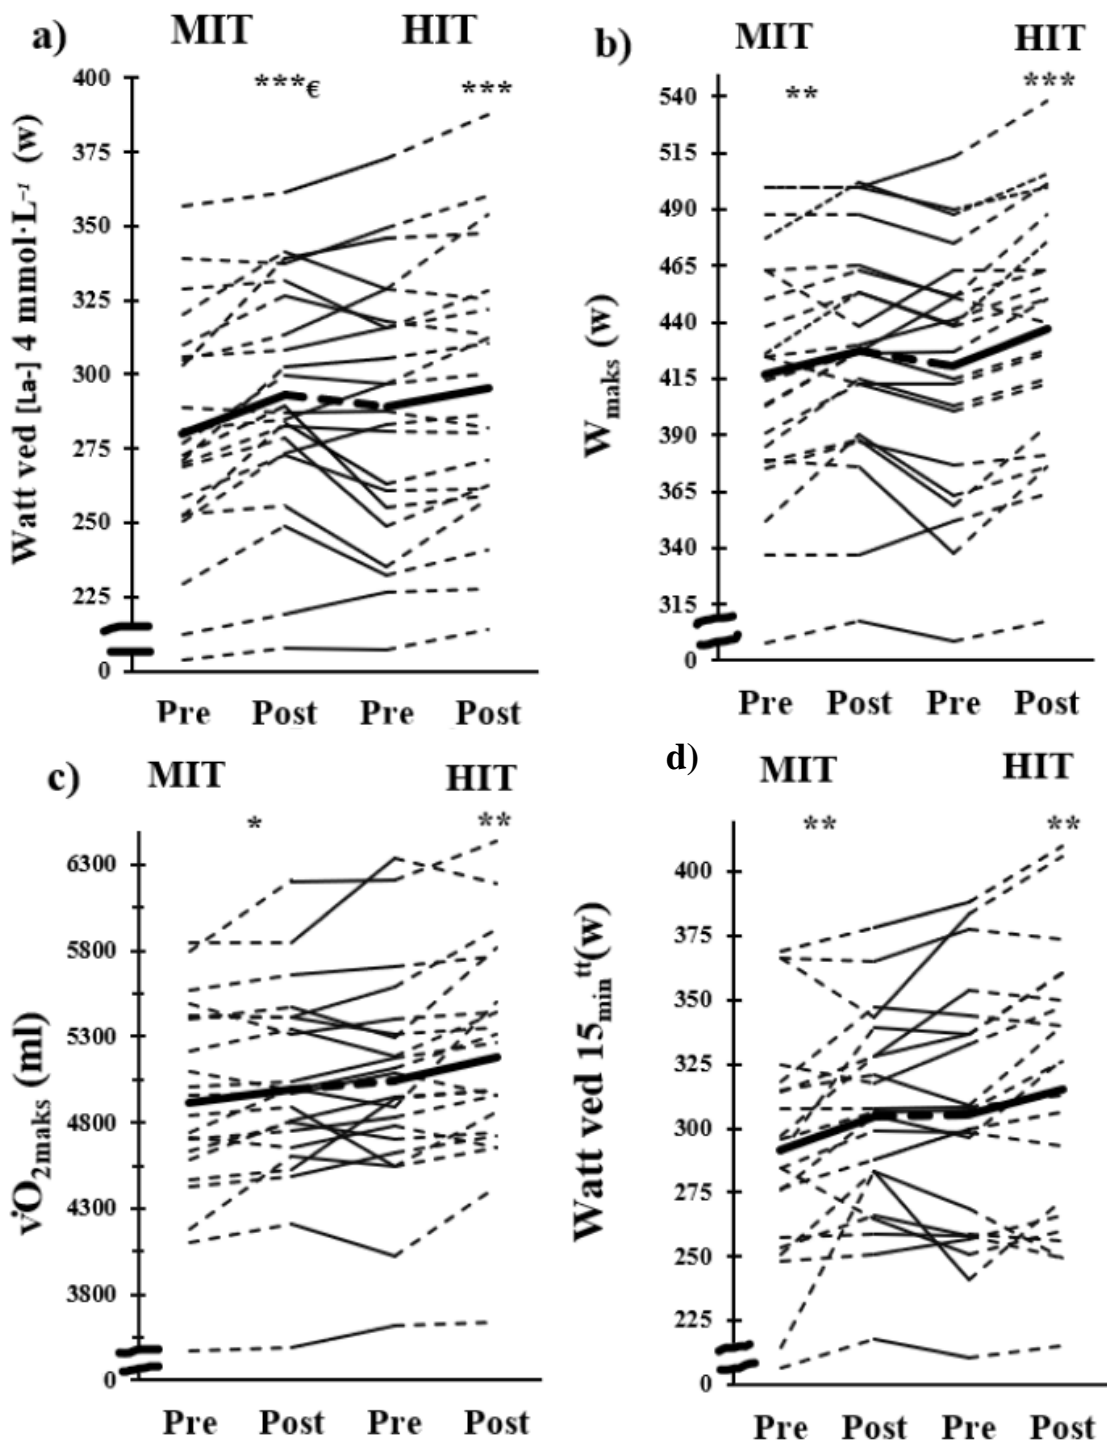 a)
MIT HIT
***€ ***
Watt ved [La-] 4 mmol·L⁻¹ (w)
400
375
350
325
300
275
250
225
0
Pre Post Pre Post
b)
MIT HIT
** ***
W_maks (w)
540
515
490
465
440
415
390
365
340
315
0
Pre Post Pre Post
c)
MIT HIT
* **
v̇O₂maks (ml)
6300
5800
5300
4800
4300
3800
0
Pre Post Pre Post
d)
MIT HIT
** **
Watt ved 15min^tt(w)
400
375
350
325
300
275
250
225
0
Pre Post Pre Post